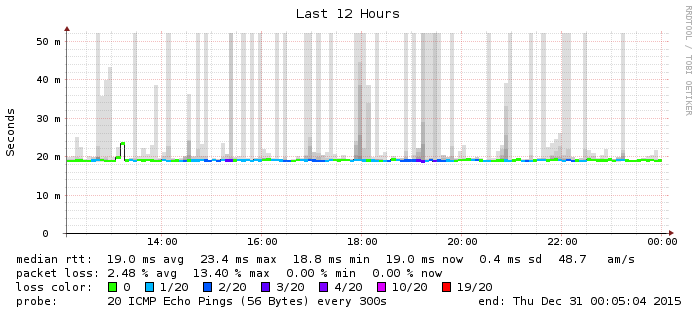 Last 12 Hours
RRDTOOL / TOBI OETIKER
Seconds
50 m
40 m
30 m
20 m
10 m
0
14:00 16:00 18:00 20:00 22:00 00:00
median rtt: 19.0 ms avg 23.4 ms max 18.8 ms min 19.0 ms now 0.4 ms sd 48.7 am/s
packet loss: 2.48 % avg 13.40 % max 0.00 % min 0.00 % now
loss color: 0 1/20 2/20 3/20 4/20 10/20 19/20
probe: 20 ICMP Echo Pings (56 Bytes) every 300s end: Thu Dec 31 00:05:04 2015